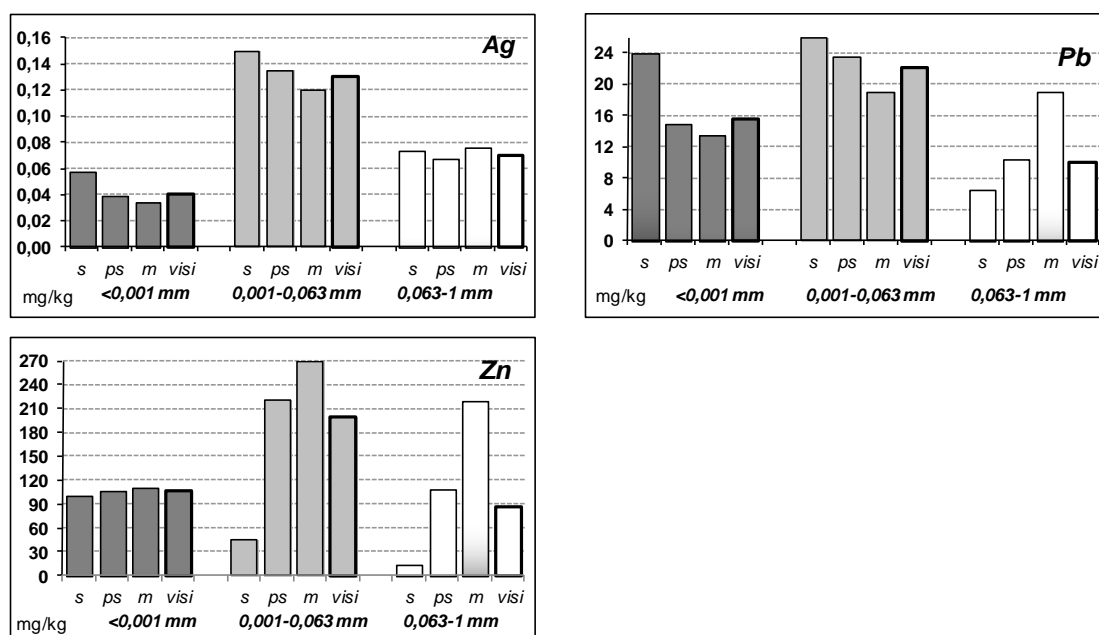 Ag
0,16
0,14
0,12
0,10
0,08
0,06
0,04
0,02
0,00
s ps m visi s ps m visi s ps m visi
mg/kg <0,001 mm 0,001-0,063 mm 0,063-1 mm
Pb
24
20
16
12
8
4
0
s ps m visi s ps m visi s ps m visi
mg/kg <0,001 mm 0,001-0,063 mm 0,063-1 mm
Zn
270
240
210
180
150
120
90
60
30
0
s ps m visi s ps m visi s ps m visi
mg/kg <0,001 mm 0,001-0,063 mm 0,063-1 mm